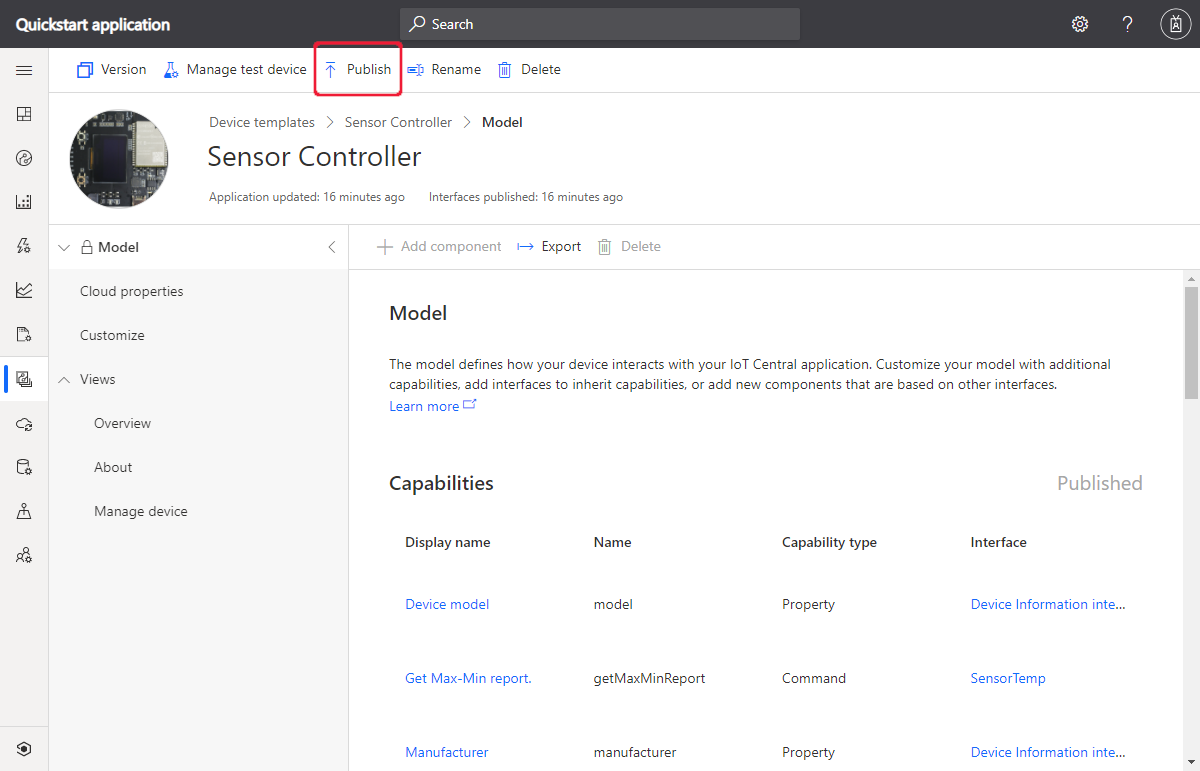 Quickstart application
Search
?
Version
Manage test device
Publish
Rename
Delete
Device templates > Sensor Controller > Model
Sensor Controller
Application updated: 16 minutes ago
Interfaces published: 16 minutes ago
Model
Add component
Export
Delete
Cloud properties
Customize
Views
Overview
About
Manage device
Model
The model defines how your device interacts with your IoT Central application. Customize your model with additional
capabilities, add interfaces to inherit capabilities, or add new components that are based on other interfaces.
Learn more
Capabilities
Published
Display name Name Capability type Interface
Device model model Property Device Information inte...
Get Max-Min report. getMaxMinReport Command SensorTemp
Manufacturer manufacturer Property Device Information inte...